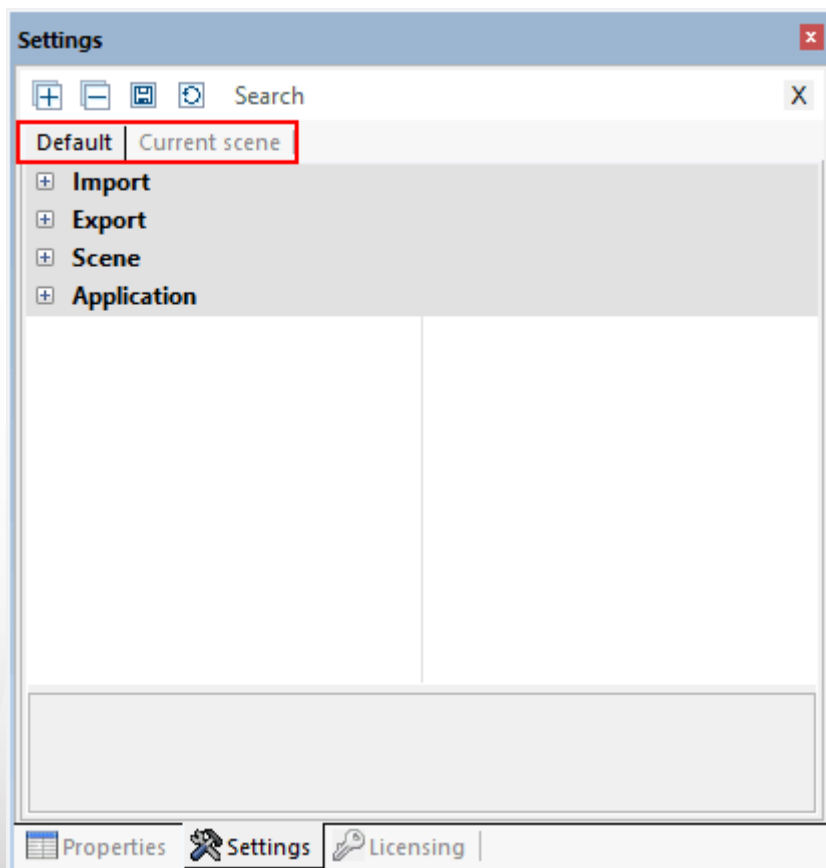 Settings
Search X
Default Current scene
Import
Export
Scene
Application
Properties Settings Licensing